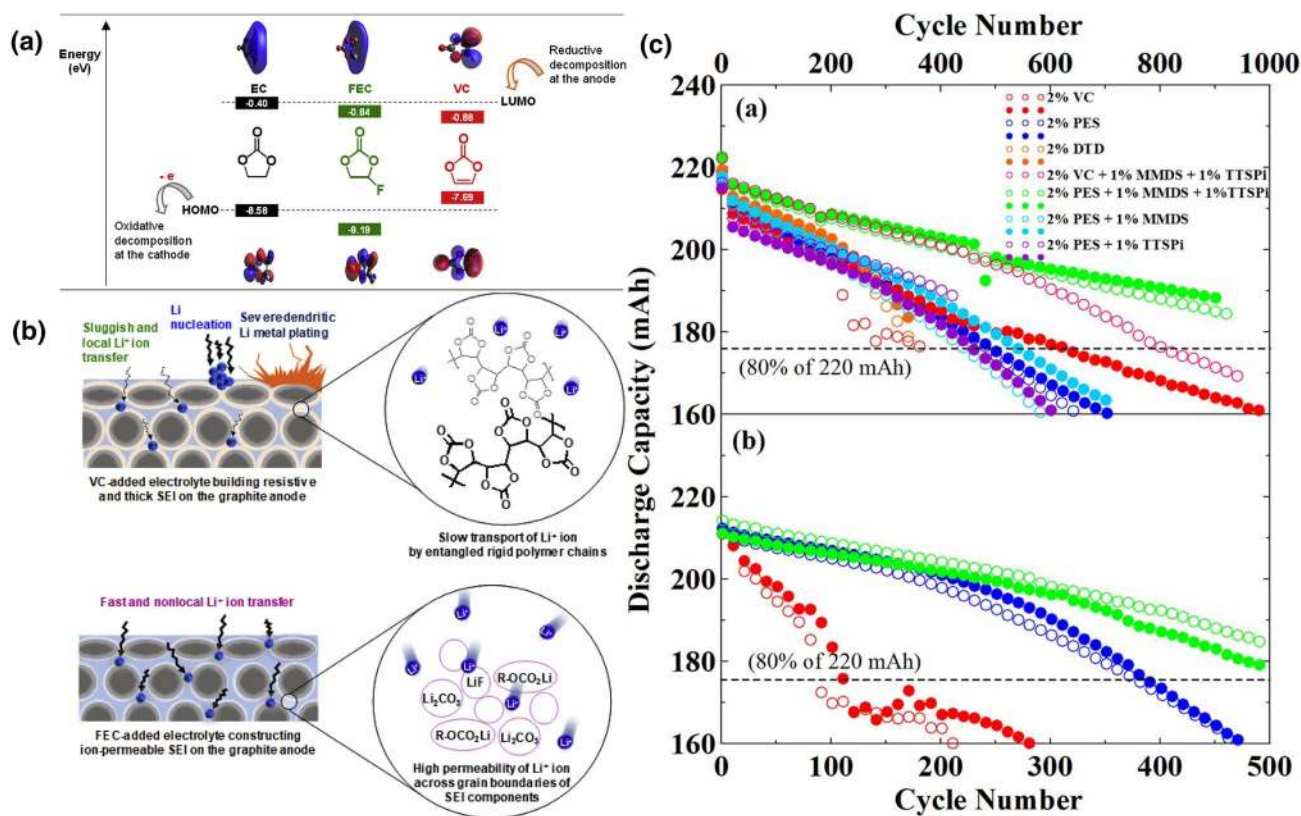 (a)
Energy
(eV)
EC
FEC
VC
-0.40
-0.84
-0.88
LUMO
Reductive
decomposition
at the anode
O
O
O
O
O
O
F
O
O
O
- e
Oxidative
decomposition
at the cathode
HOMO
-8.58
-9.19
-7.69
(b)
Sluggish and
local Li⁺ ion
transfer
Li
nucleation
Severe dendritic
Li metal plating
VC-added electrolyte building resistive
and thick SEI on the graphite anode
Slow transport of Li⁺ ion
by entangled rigid polymer chains
Fast and nonlocal Li⁺ ion transfer
FEC-added electrolyte constructing
ion-permeable SEI on the graphite anode
LiF
R-OCO₂Li
Li₂CO₃
R-OCO₂Li
Li₂CO₃
High permeability of Li⁺ ion
across grain boundaries of
SEI components
(c)
Cycle Number
0 200 400 600 800 1000
Discharge Capacity (mAh)
240
220
200
180
160
(a)
2% VC
2% PES
2% DTD
2% VC + 1% MMDS + 1% TTSPi
2% PES + 1% MMDS + 1%TTSPi
2% PES + 1% MMDS
2% PES + 1% TTSPi
(80% of 220 mAh)
220
200
180
160
(b)
(80% of 220 mAh)
0 100 200 300 400 500
Cycle Number